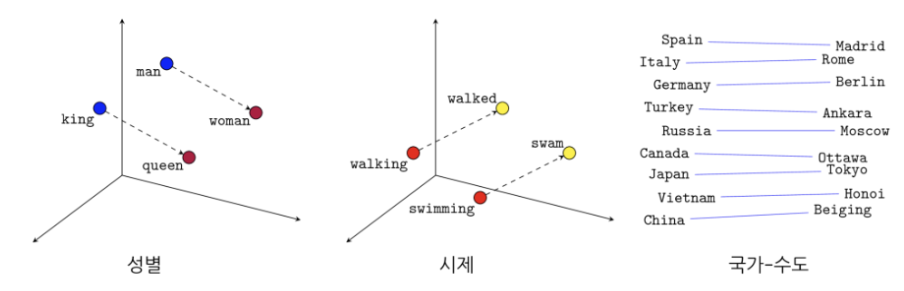 man
king
woman
queen
성별
walked
walking
swam
swimming
시제
Spain Madrid
Italy Rome
Germany Berlin
Turkey Ankara
Russia Moscow
Canada Ottawa
Japan Tokyo
Vietnam Honoi
China Beiging
국가-수도